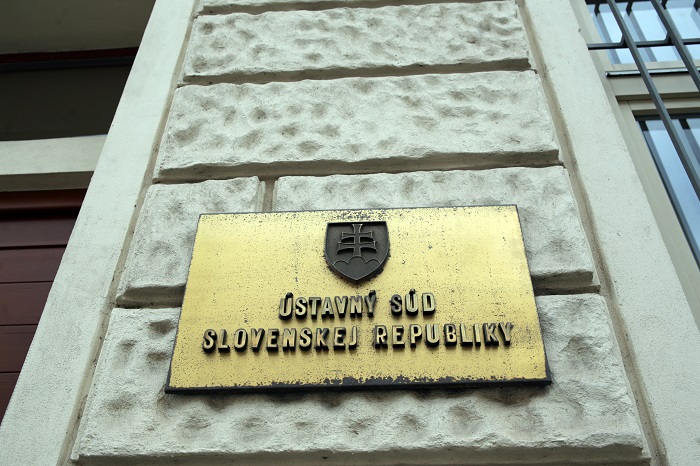 ÚSTAVNÝ SÚD
SLOVENSKEJ REPUBLIKY